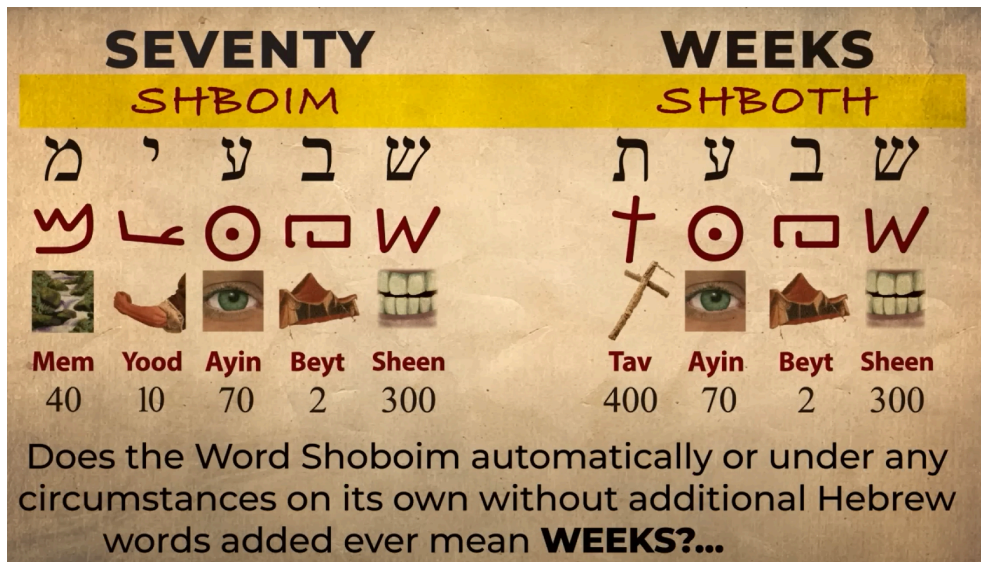 SEVENTY WEEKS
SHBOIM SHBOTH
ש ב ע י מ ש ב ע ת
Mem Yood Ayin Beyt Sheen Tav Ayin Beyt Sheen
40 10 70 2 300 400 70 2 300
Does the Word Shoboim automatically or under any
circumstances on its own without additional Hebrew
words added ever mean WEEKS?...